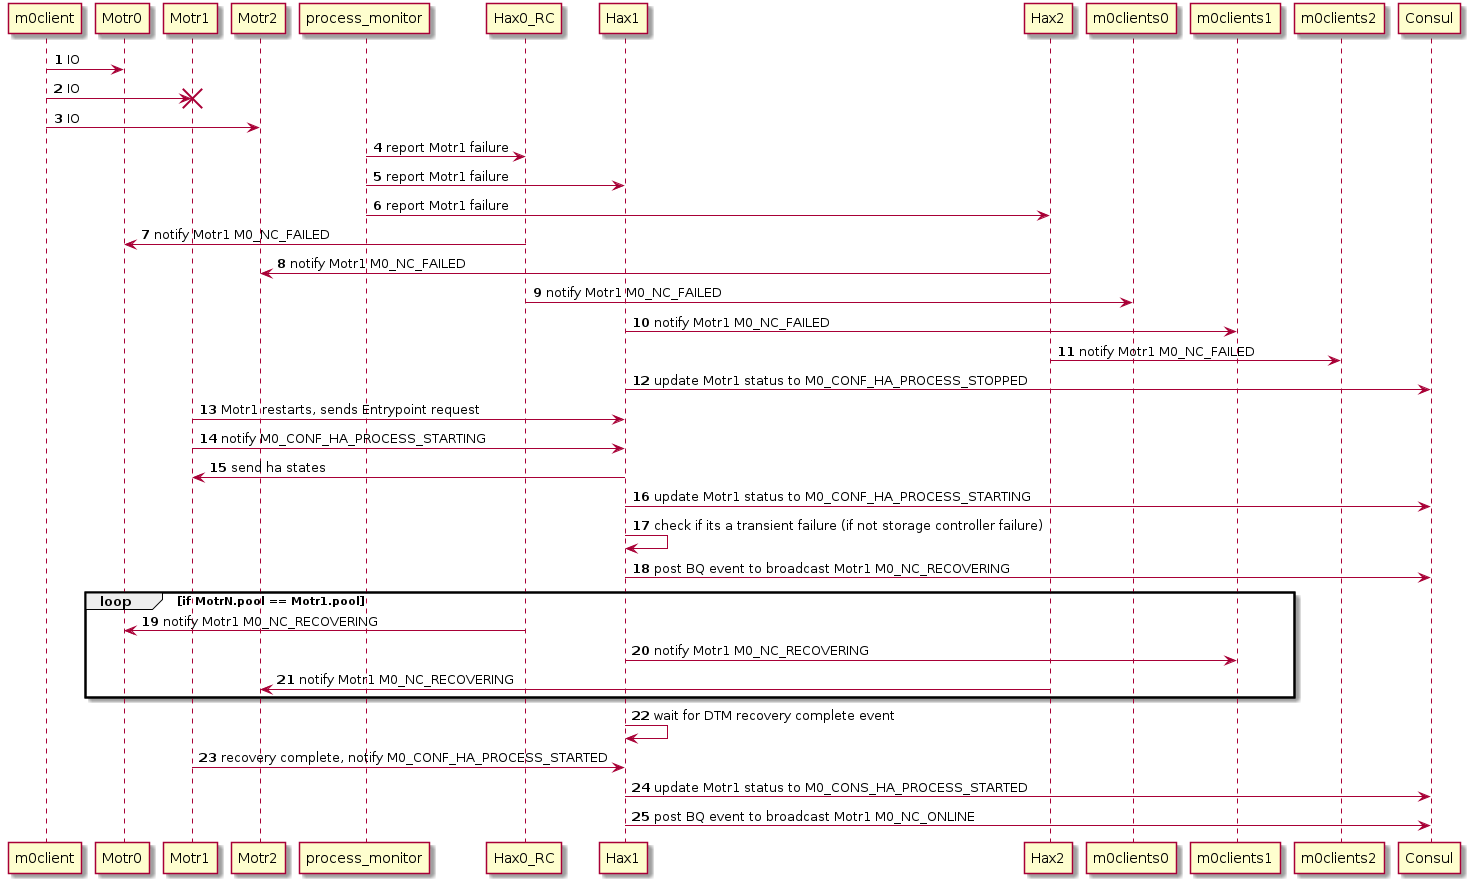 m0client Motr0 Motr1 Motr2 process_monitor Hax0_RC Hax1 Hax2 m0clients0 m0clients1 m0clients2 Consul
1 IO
2 IO
3 IO
4 report Motr1 failure
5 report Motr1 failure
6 report Motr1 failure
7 notify Motr1 M0_NC_FAILED
8 notify Motr1 M0_NC_FAILED
9 notify Motr1 M0_NC_FAILED
10 notify Motr1 M0_NC_FAILED
11 notify Motr1 M0_NC_FAILED
12 update Motr1 status to M0_CONF_HA_PROCESS_STOPPED
13 Motr1 restarts, sends Entrypoint request
14 notify M0_CONF_HA_PROCESS_STARTING
15 send ha states
16 update Motr1 status to M0_CONF_HA_PROCESS_STARTING
17 check if its a transient failure (if not storage controller failure)
18 post BQ event to broadcast Motr1 M0_NC_RECOVERING
loop [if MotrN.pool == Motr1.pool]
19 notify Motr1 M0_NC_RECOVERING
20 notify Motr1 M0_NC_RECOVERING
21 notify Motr1 M0_NC_RECOVERING
22 wait for DTM recovery complete event
23 recovery complete, notify M0_CONF_HA_PROCESS_STARTED
24 update Motr1 status to M0_CONS_HA_PROCESS_STARTED
25 post BQ event to broadcast Motr1 M0_NC_ONLINE
m0client Motr0 Motr1 Motr2 process_monitor Hax0_RC Hax1 Hax2 m0clients0 m0clients1 m0clients2 Consul